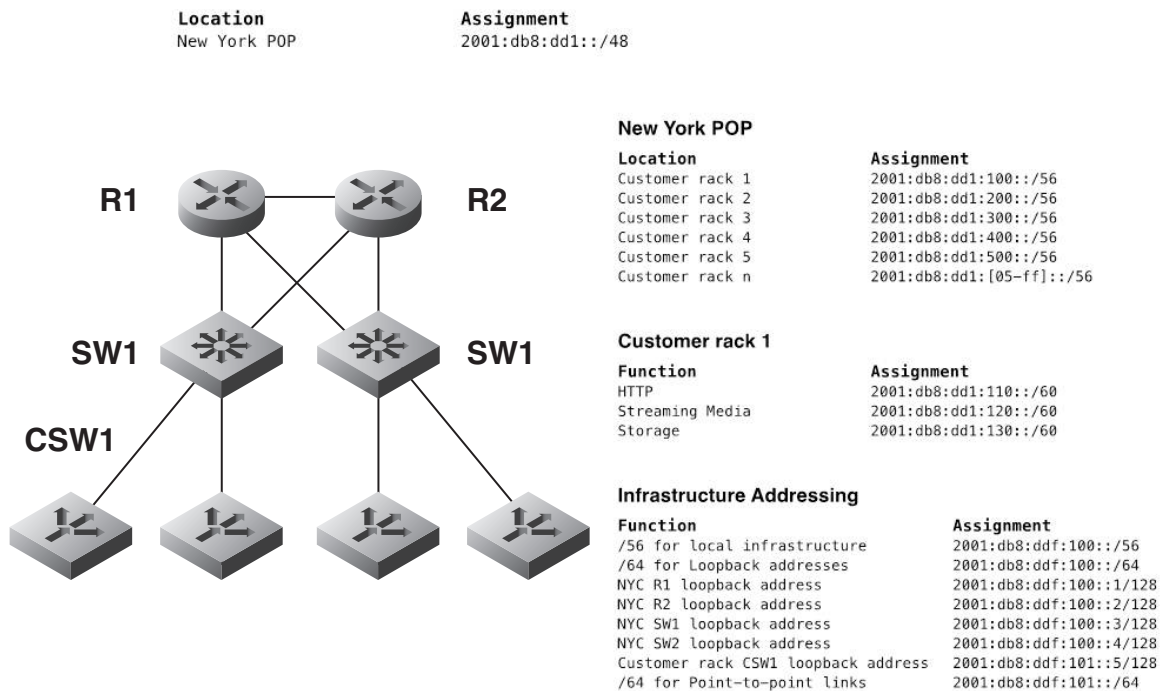 Location Assignment
New York POP 2001:db8:dd1::/48
New York POP
Location Assignment
Customer rack 1 2001:db8:dd1:100::/56
Customer rack 2 2001:db8:dd1:200::/56
Customer rack 3 2001:db8:dd1:300::/56
Customer rack 4 2001:db8:dd1:400::/56
Customer rack 5 2001:db8:dd1:500::/56
Customer rack n 2001:db8:dd1:[05-ff]::/56
R1
R2
SW1
SW1
CSW1
Customer rack 1
Function Assignment
HTTP 2001:db8:dd1:110::/60
Streaming Media 2001:db8:dd1:120::/60
Storage 2001:db8:dd1:130::/60
Infrastructure Addressing
Function Assignment
/56 for local infrastructure 2001:db8:ddf:100::/56
/64 for Loopback addresses 2001:db8:ddf:100::/64
NYC R1 loopback address 2001:db8:ddf:100::1/128
NYC R2 loopback address 2001:db8:ddf:100::2/128
NYC SW1 loopback address 2001:db8:ddf:100::3/128
NYC SW2 loopback address 2001:db8:ddf:100::4/128
Customer rack CSW1 loopback address 2001:db8:ddf:101::5/128
/64 for Point-to-point links 2001:db8:ddf:101::/64